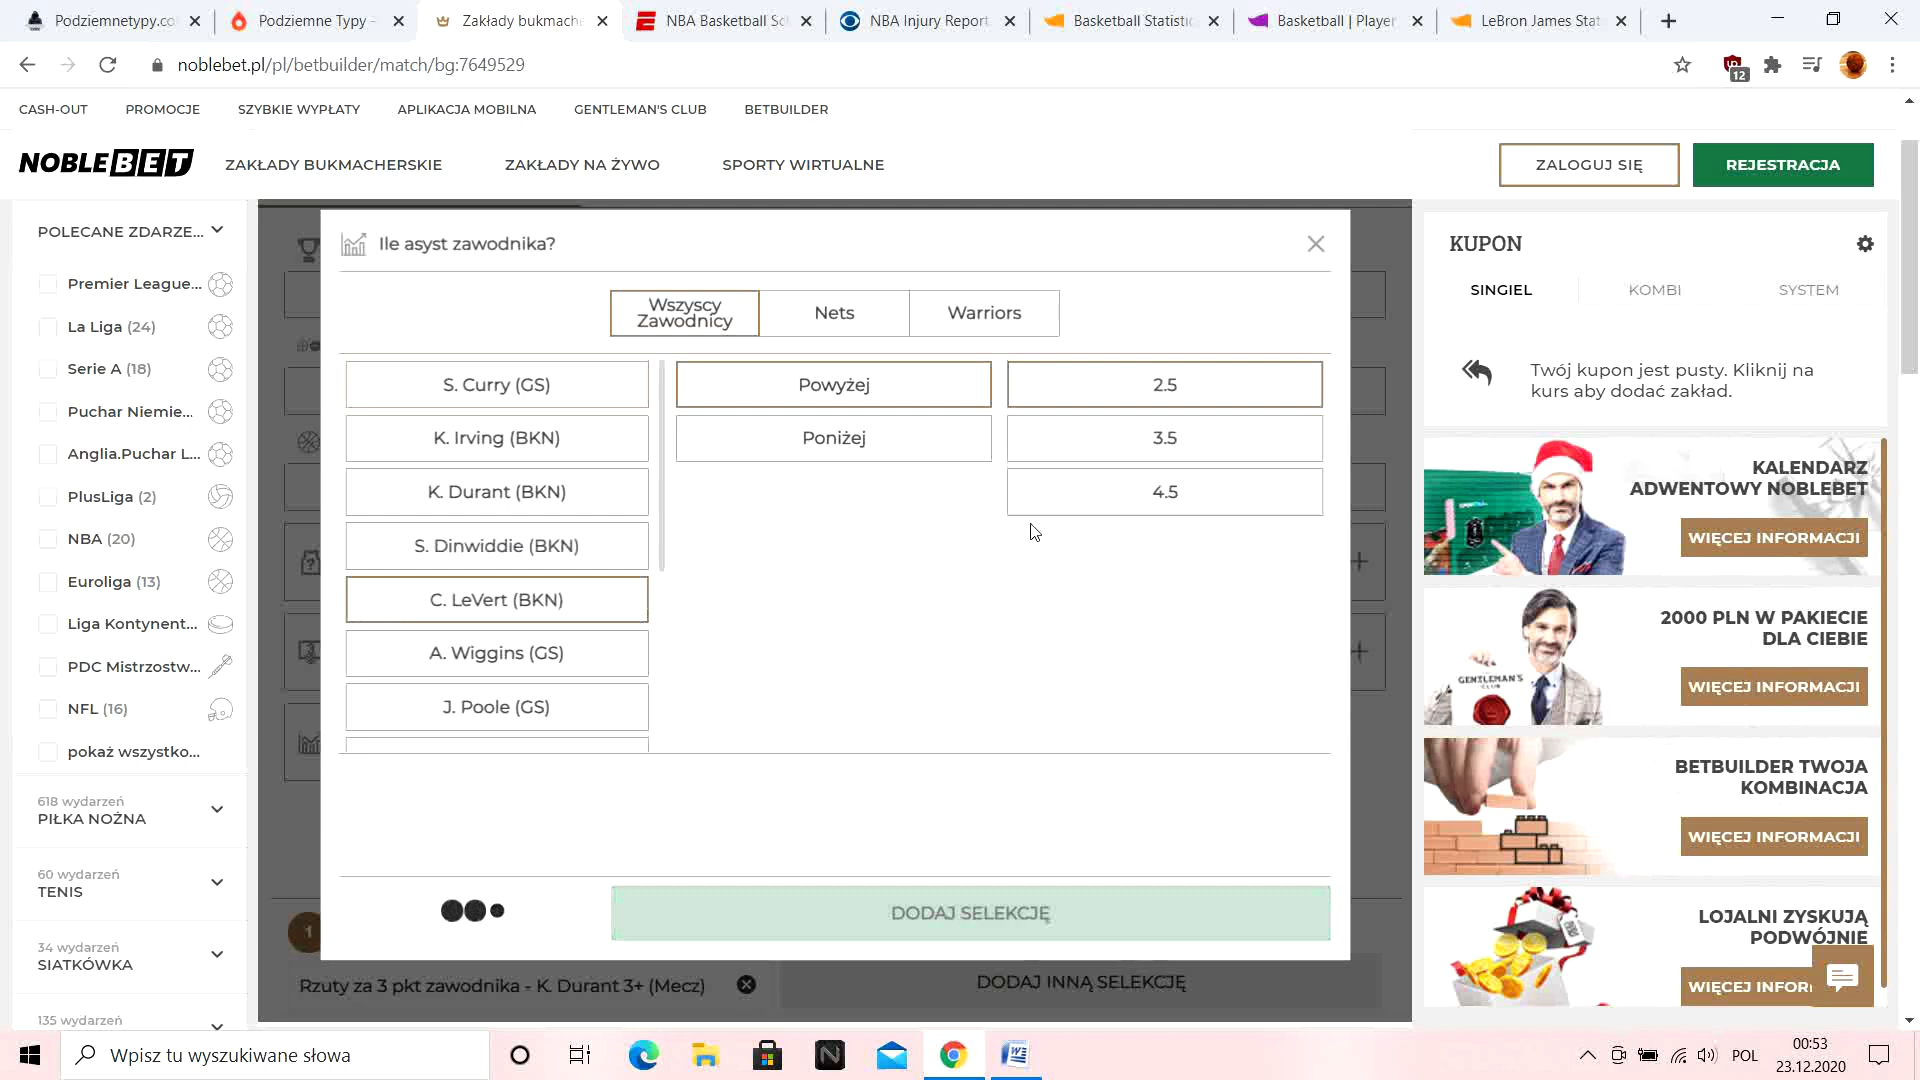 Podziemnetypy.co
Podziemne Typy -
Zakłady bukmache
NBA Basketball Sc
NBA Injury Report
Basketball Statistic
Basketball | Player
LeBron James Stat
noblebet.pl/pl/betbuilder/match/bg:7649529
12
CASH-OUT PROMOCJE SZYBKIE WYPŁATY APLIKACJA MOBILNA GENTLEMAN'S CLUB BETBUILDER
NOBLEBET ZAKŁADY BUKMACHERSKIE ZAKŁADY NA ŻYWO SPORTY WIRTUALNE ZALOGUJ SIĘ REJESTRACJA
POLECANE ZDARZE...
Premier League...
La Liga (24)
Serie A (18)
Puchar Niemie...
Anglia.Puchar L...
PlusLiga (2)
NBA (20)
Euroliga (13)
Liga Kontynent...
PDC Mistrzostw...
NFL (16)
pokaż wszystko...
618 wydarzeń
PIŁKA NOŻNA
60 wydarzeń
TENIS
34 wydarzeń
SIATKÓWKA
135 wydarzeń
Ile asyst zawodnika?
Wszyscy
Zawodnicy
Nets
Warriors
S. Curry (GS)
K. Irving (BKN)
K. Durant (BKN)
S. Dinwiddie (BKN)
C. LeVert (BKN)
A. Wiggins (GS)
J. Poole (GS)
Powyżej
Poniżej
2.5
3.5
4.5
DODAJ SELEKCJĘ
1
Rzuty za 3 pkt zawodnika - K. Durant 3+ (Mecz)
DODAJ INNĄ SELEKCJĘ
KUPON
SINGIEL KOMBI SYSTEM
Twój kupon jest pusty. Kliknij na
kurs aby dodać zakład.
KALENDARZ
ADWENTOWY NOBLEBET
WIĘCEJ INFORMACJI
2000 PLN W PAKIECIE
DLA CIEBIE
GENTLEMAN'S
CLUB
WIĘCEJ INFORMACJI
BETBUILDER TWOJA
KOMBINACJA
WIĘCEJ INFORMACJI
LOJALNI ZYSKUJĄ
PODWÓJNIE
WIĘCEJ INFOR
Wpisz tu wyszukiwane słowa
POL
00:53
23.12.2020